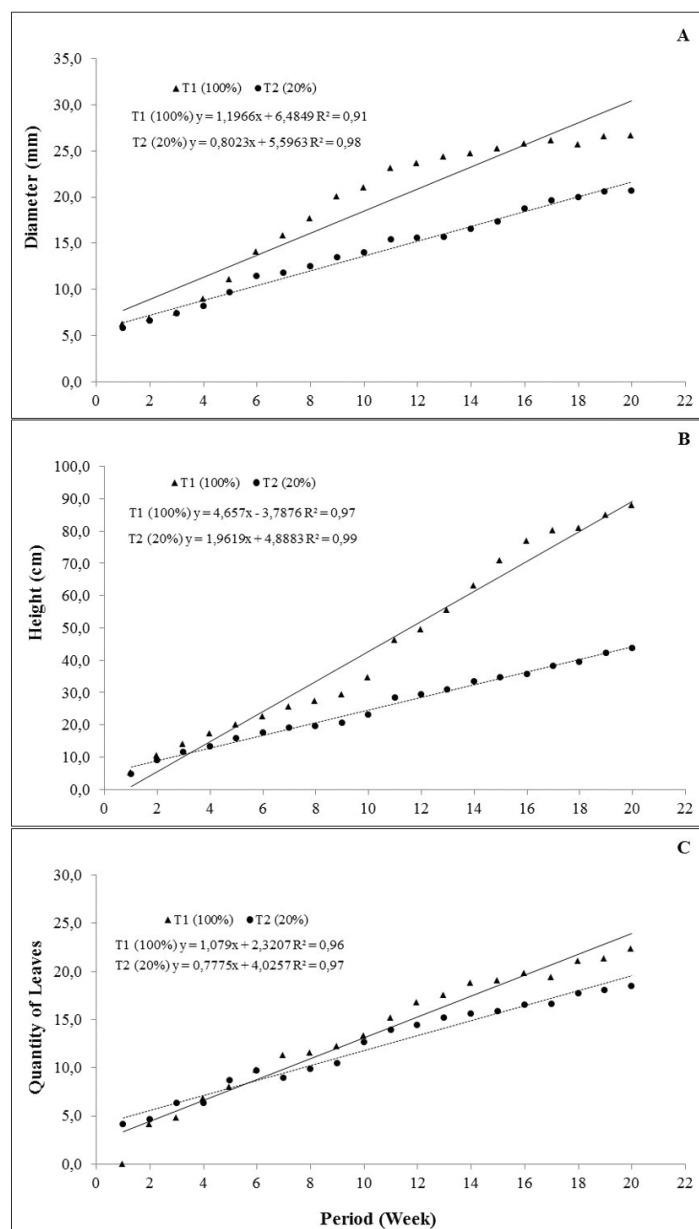 A
35,0
30,0
25,0
20,0
15,0
10,0
5,0
0,0
Diameter (mm)
T1 (100%) T2 (20%)
T1 (100%) y = 1,1966x + 6,4849 R² = 0,91
T2 (20%) y = 0,8023x + 5,5963 R² = 0,98
0 2 4 6 8 10 12 14 16 18 20 22
B
100,0
90,0
80,0
70,0
60,0
50,0
40,0
30,0
20,0
10,0
0,0
Height (cm)
T1 (100%) T2 (20%)
T1 (100%) y = 4,657x - 3,7876 R² = 0,97
T2 (20%) y = 1,9619x + 4,8883 R² = 0,99
0 2 4 6 8 10 12 14 16 18 20 22
C
30,0
25,0
20,0
15,0
10,0
5,0
0,0
Quantity of Leaves
T1 (100%) T2 (20%)
T1 (100%) y = 1,079x + 2,3207 R² = 0,96
T2 (20%) y = 0,7775x + 4,0257 R² = 0,97
0 2 4 6 8 10 12 14 16 18 20 22
Period (Week)